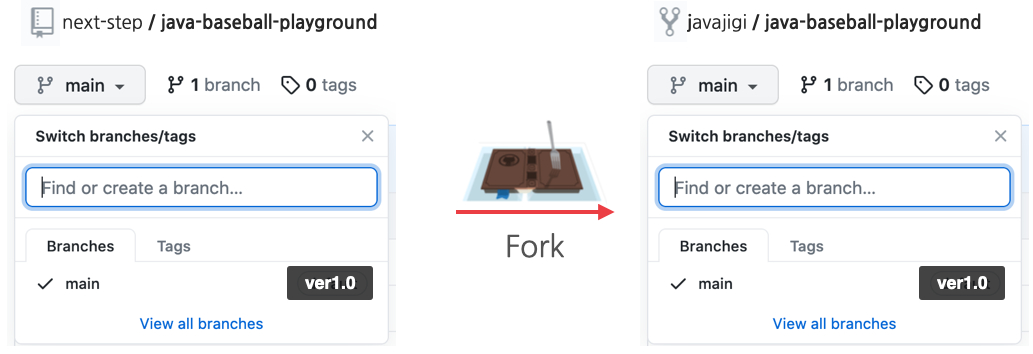 next-step / java-baseball-playground
main
1 branch
0 tags
Switch branches/tags
Find or create a branch...
Branches
Tags
main
ver1.0
View all branches
Fork
javajigi / java-baseball-playground
main
1 branch
0 tags
Switch branches/tags
Find or create a branch...
Branches
Tags
main
ver1.0
View all branches